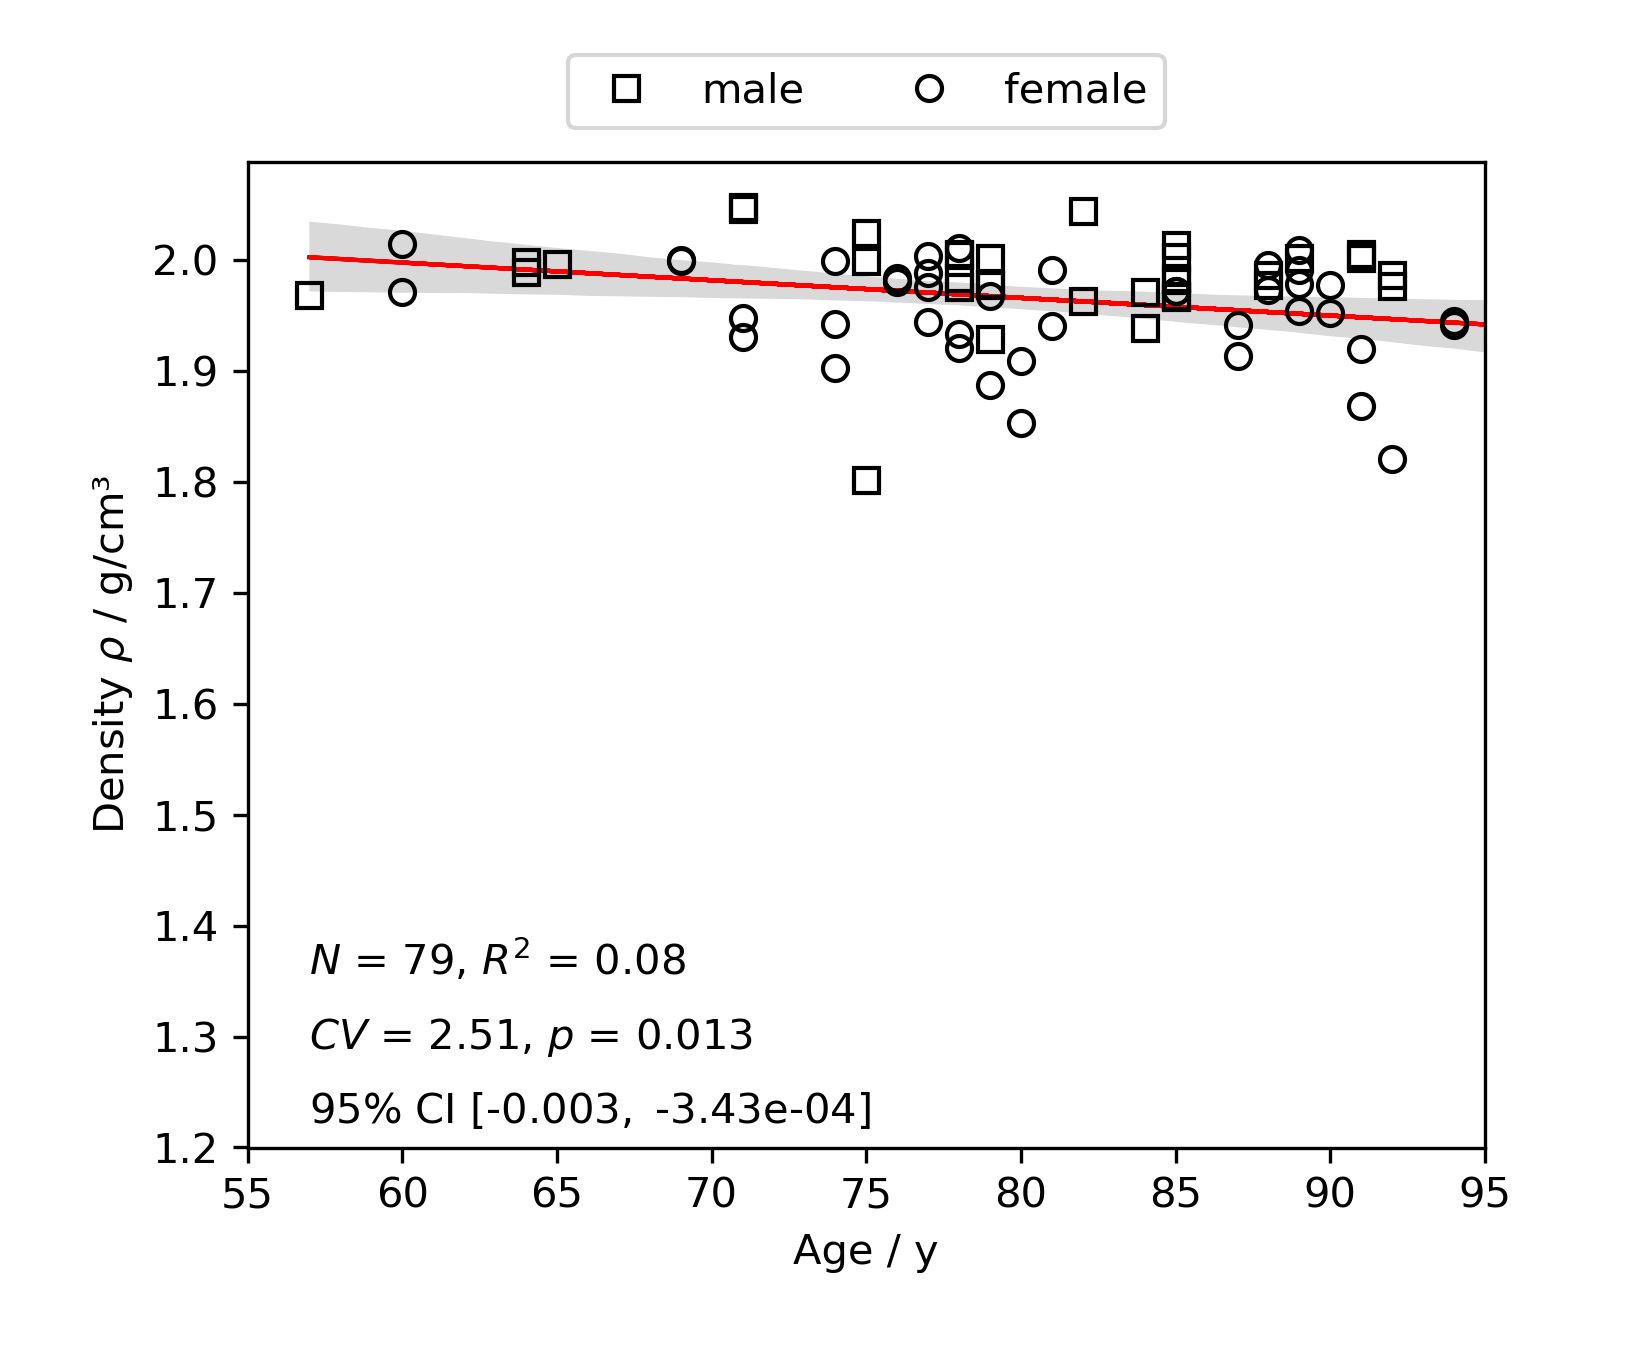 male female
2.0
1.9
1.8
1.7
1.6
1.5
1.4
1.3
1.2
Density ρ / g/cm³
N = 79, R² = 0.08
CV = 2.51, p = 0.013
95% CI [-0.003, -3.43e-04]
55 60 65 70 75 80 85 90 95
Age / y